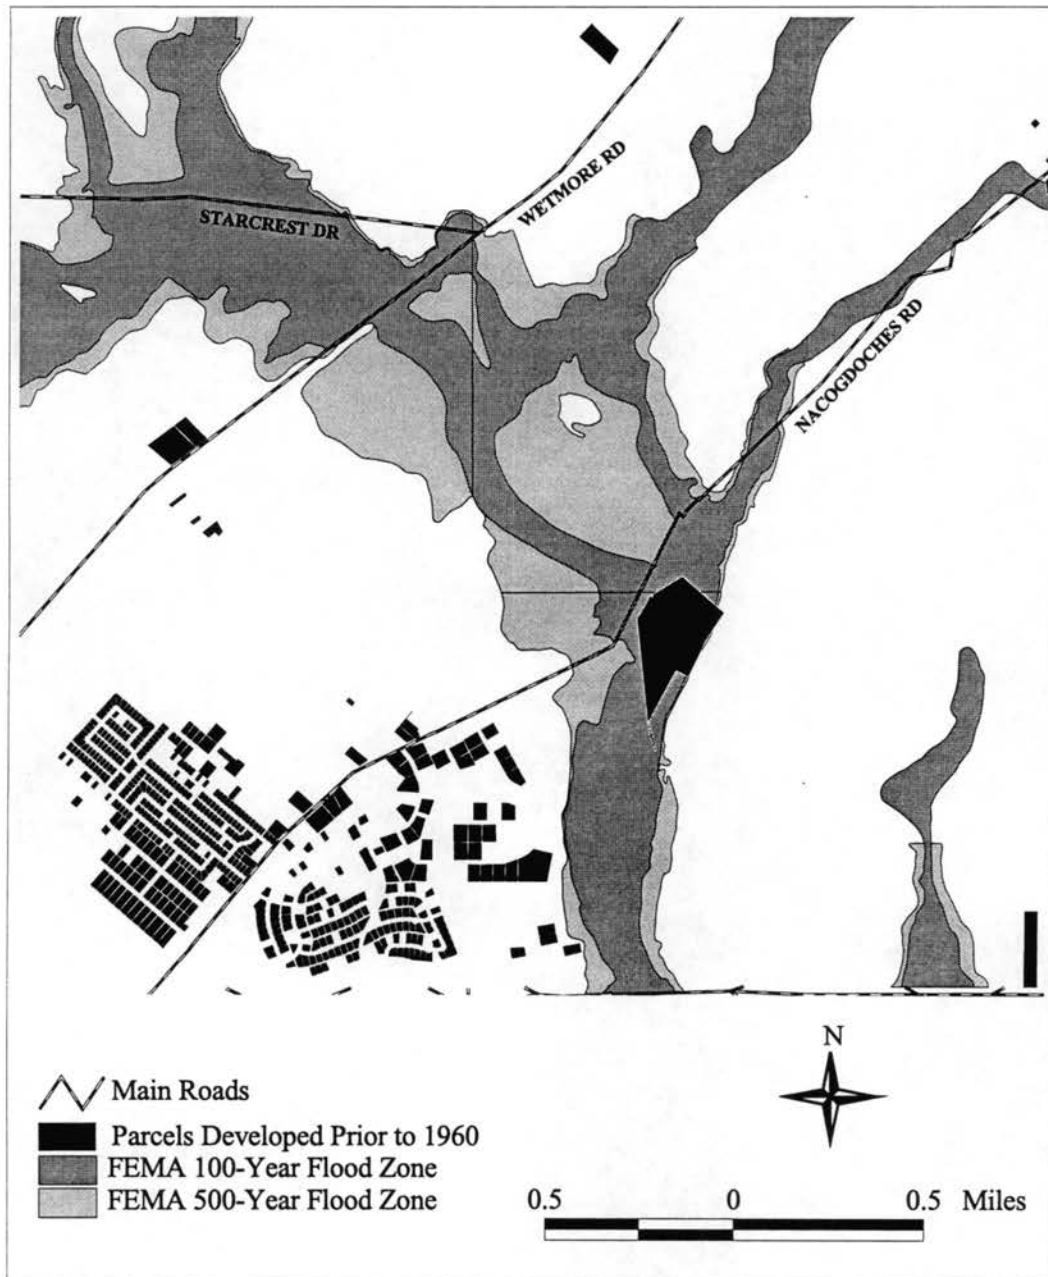 WETMORE RD
STARCREST DR
NACOGDOCHES RD
N
Main Roads
Parcels Developed Prior to 1960
FEMA 100-Year Flood Zone
FEMA 500-Year Flood Zone
0.5 0 0.5 Miles